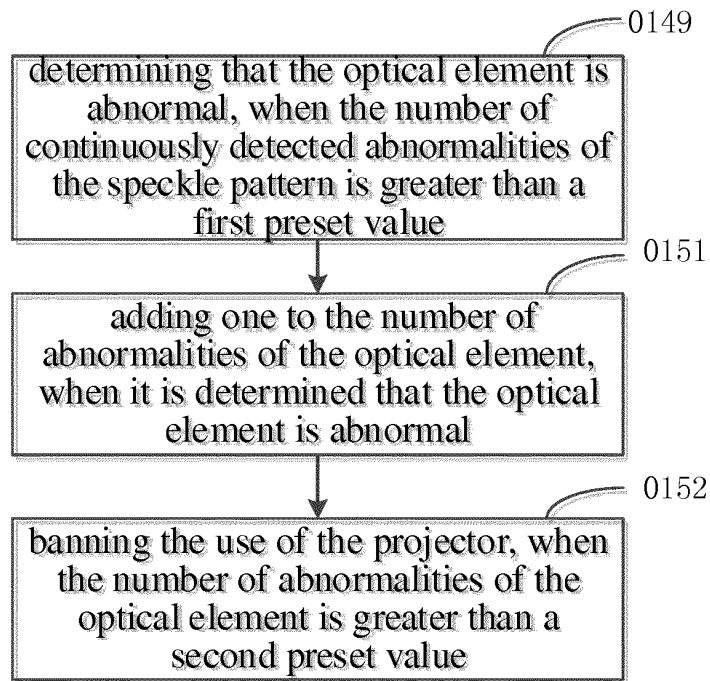 0149
determining that the optical element is
abnormal, when the number of
continuously detected abnormalities of
the speckle pattern is greater than a
first preset value
0151
adding one to the number of
abnormalities of the optical element,
when it is determined that the optical
element is abnormal
0152
banning the use of the projector, when
the number of abnormalities of the
optical element is greater than a
second preset value